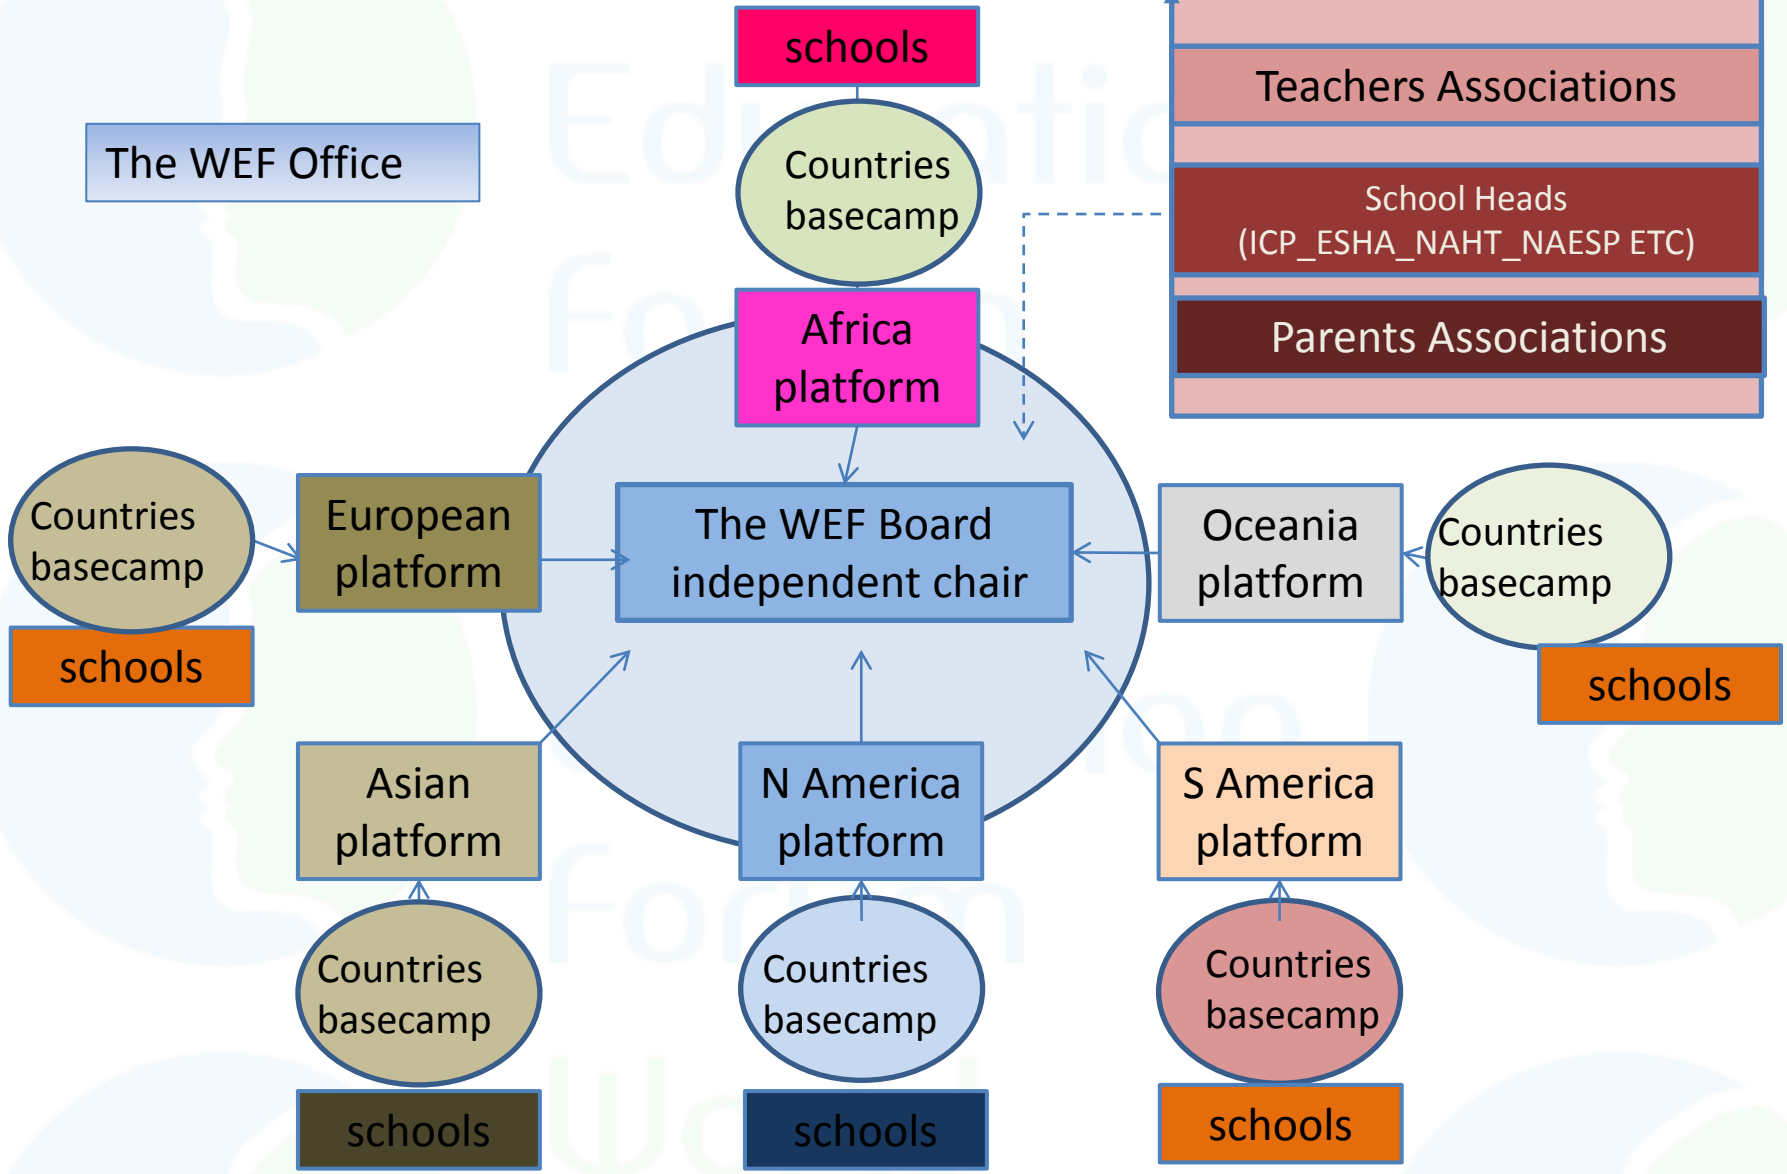 schools
Teachers Associations
The WEF Office
Countries
basecamp
School Heads
(ICP_ESHA_NAHT_NAESP ETC)
Africa
platform
Parents Associations
Countries
basecamp
European
platform
The WEF Board
independent chair
Oceania
platform
Countries
basecamp
schools
schools
Asian
platform
N America
platform
S America
platform
Countries
basecamp
Countries
basecamp
Countries
basecamp
schools
schools
schools